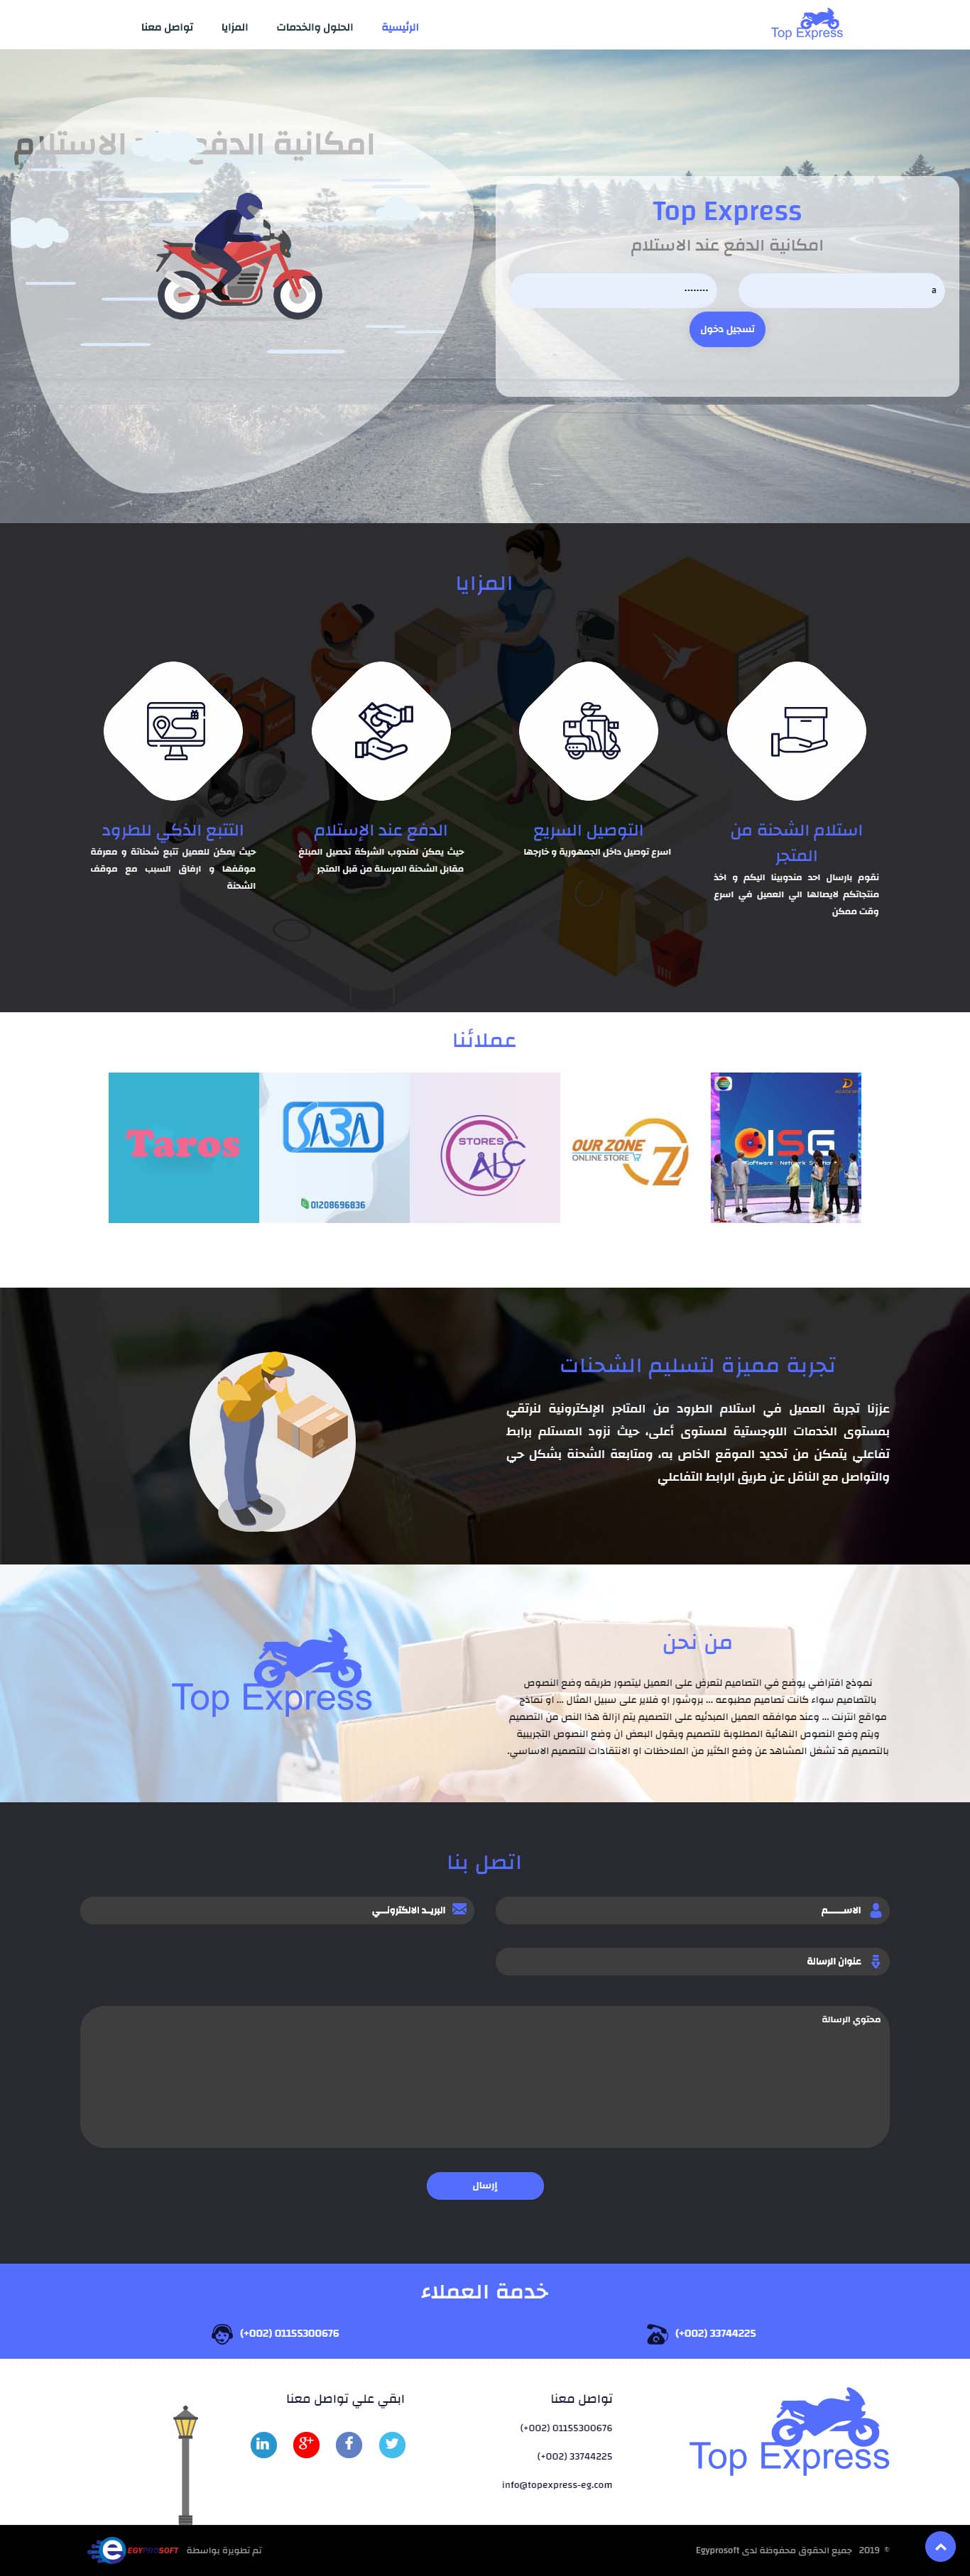 Top Express
الرئيسية
الحلول والخدمات
المزايا
تواصل معنا
Top Express
امكانية الدفع عند الاستلام
a
........
تسجيل دخول
امكانية الدفع عند الاستلام
المزايا
استلام الشحنة من
المتجر
نقوم بارسال احد مندوبينا اليكم و اخذ
منتجاتكم لايصالها الي العميل في اسرع
وقت ممكن
التوصيل السريع
اسرع توصيل داخل الجمهورية و خارجها
الدفع عند الإستلام
حيث يمكن لمندوب الشركة تحصيل المبلغ
مقابل الشحنة المرسلة من قبل المتجر
التتبع الذكي للطرود
حيث يمكن للعميل تتبع شحناتة و معرفة
موقفها و ارفاق السبب مع موقف
الشحنة
عملائنا
ISG
Software & Network Solution
OUR ZONE
ONLINE STORE
OZ
STORES
ABC
SABA
01208696836
Taros
تجربة مميزة لتسليم الشحنات
عززنا تجربة العميل في استلام الطرود من المتاجر الإلكترونية لنرتقي
بمستوى الخدمات اللوجستية لمستوى أعلى، حيث نزود المستلم برابط
تفاعلي يتمكن من تحديد الموقع الخاص به، ومتابعة الشحنة بشكل حي
والتواصل مع الناقل عن طريق الرابط التفاعلي
من نحن
نموذج افتراضي يوضع في التصاميم لتعرض على العميل ليتصور طريقه وضع النصوص
بالتصاميم سواء كانت تصاميم مطبوعه ... بروشور او فلاير على سبيل المثال ... او نماذج
مواقع انترنت ... وعند موافقه العميل المبدئيه على التصميم يتم ازالة هذا النص من التصميم
ويتم وضع النصوص النهائية المطلوبة للتصميم ويقول البعض ان وضع النصوص التجريبية
بالتصميم قد تشغل المشاهد عن وضع الكثير من الملاحظات او الانتقادات للتصميم الاساسي.
Top Express
اتصل بنا
الاســـــم
البريـد الالكترونــي
عنوان الرسالة
محتوي الرسالة
إرسال
خدمة العملاء
(+002) 33744225
(+002) 01155300676
Top Express
تواصل معنا
(+002) 01155300676
(+002) 33744225
info@topexpress-eg.com
ابقي علي تواصل معنا
© 2019 جميع الحقوق محفوظة لدى Egyprosoft
تم تطويرة بواسطة
EGYPROSOFT